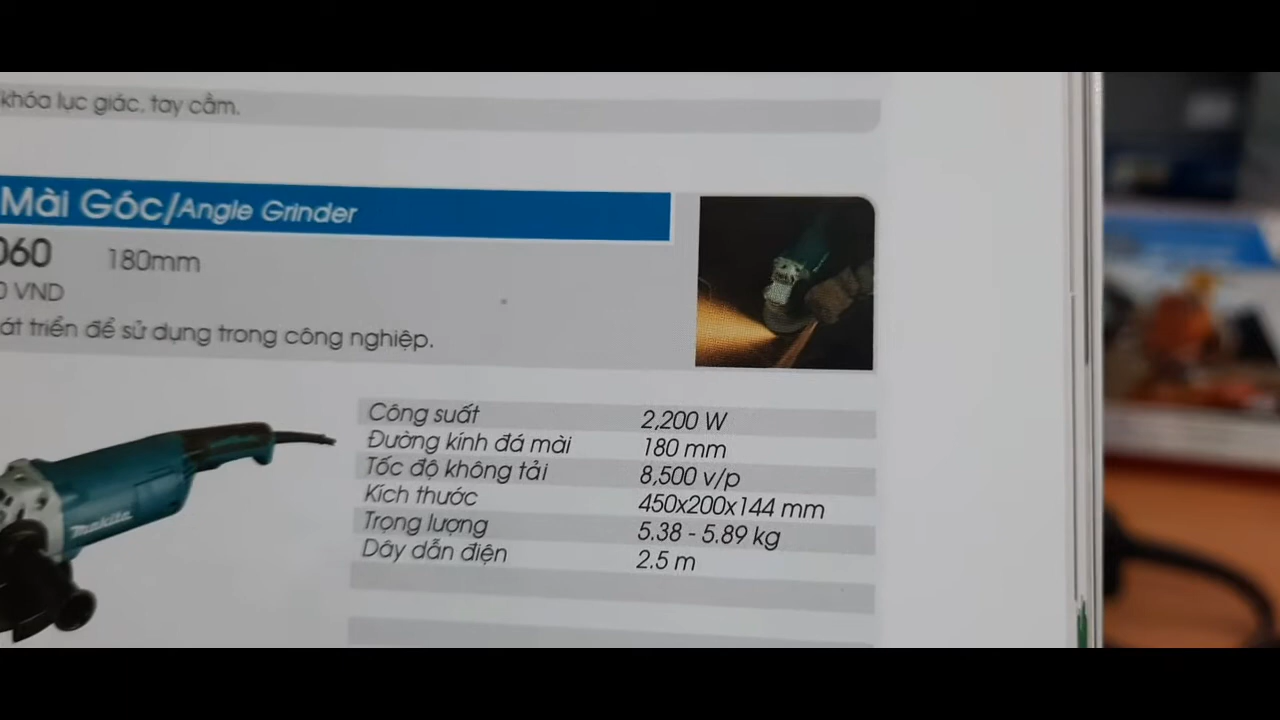 khóa lục giác, tay cầm.
Mài Góc/Angle Grinder
060 180mm
0 VND
át triển để sử dụng trong công nghiệp.
Công suất 2,200 W
Đường kính đá mài 180 mm
Tốc độ không tải 8,500 v/p
Kích thước 450x200x144 mm
Trọng lượng 5.38 - 5.89 kg
Dây dẫn điện 2.5 m
Makita